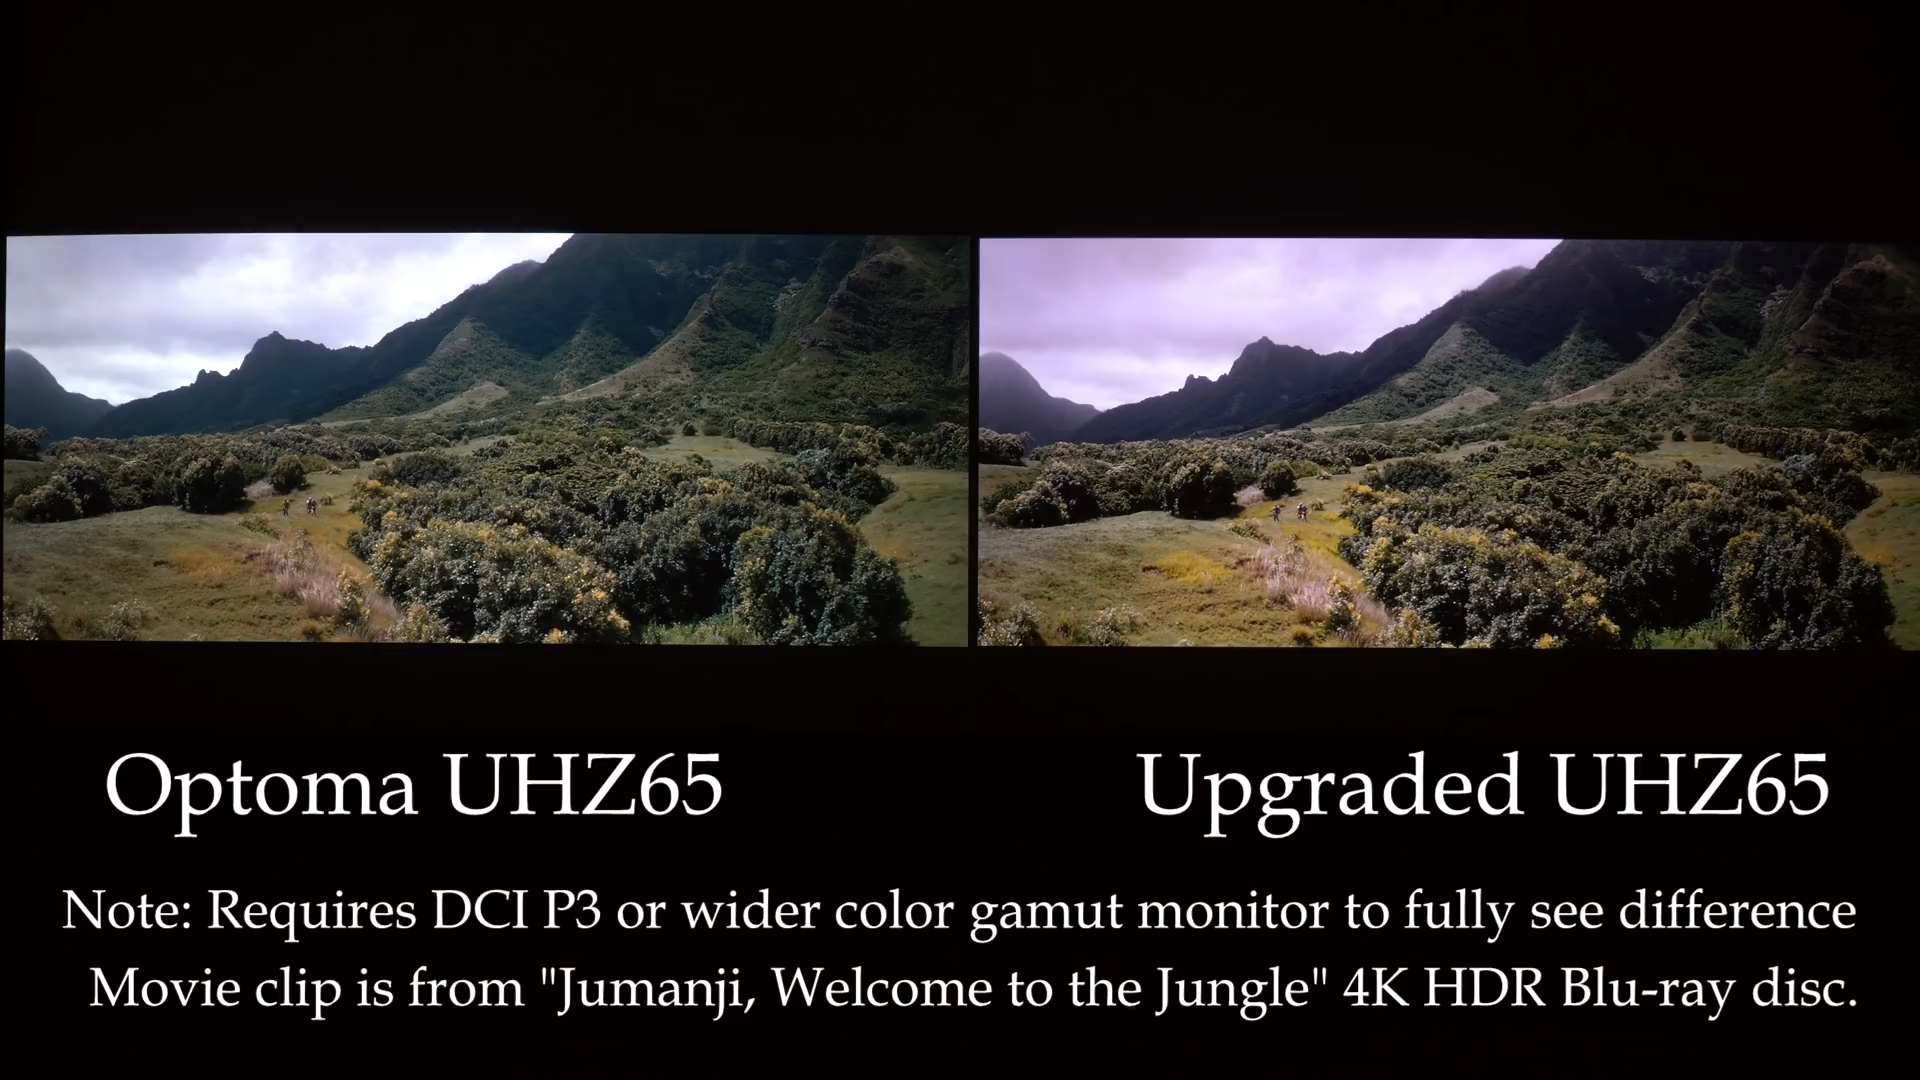 Optoma UHZ65
Upgraded UHZ65
Note: Requires DCI P3 or wider color gamut monitor to fully see difference
Movie clip is from "Jumanji, Welcome to the Jungle" 4K HDR Blu-ray disc.